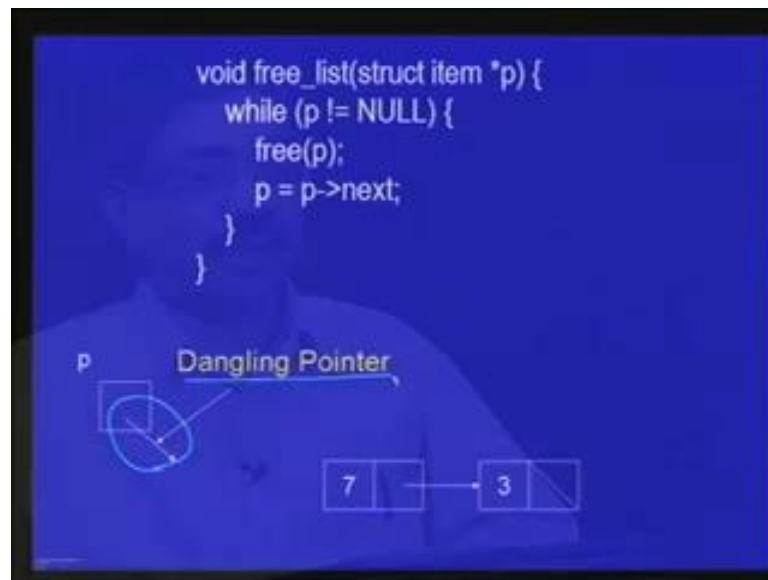 void free_list(struct item *p) {
while (p != NULL) {
free(p);
p = p->next;
}
}
p
Dangling Pointer
7
3